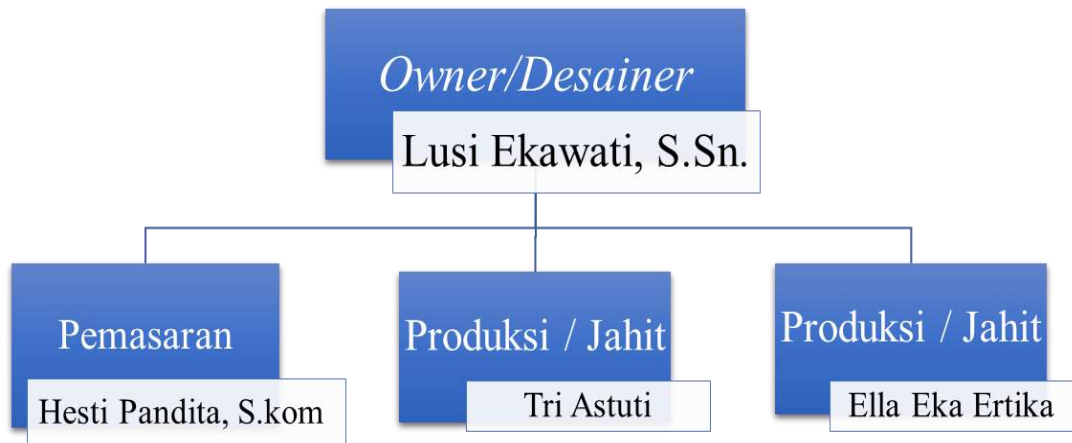 Owner/Desainer
Lusi Ekawati, S.Sn.
Pemasaran
Hesti Pandita, S.kom
Produksi / Jahit
Tri Astuti
Produksi / Jahit
Ella Eka Ertika